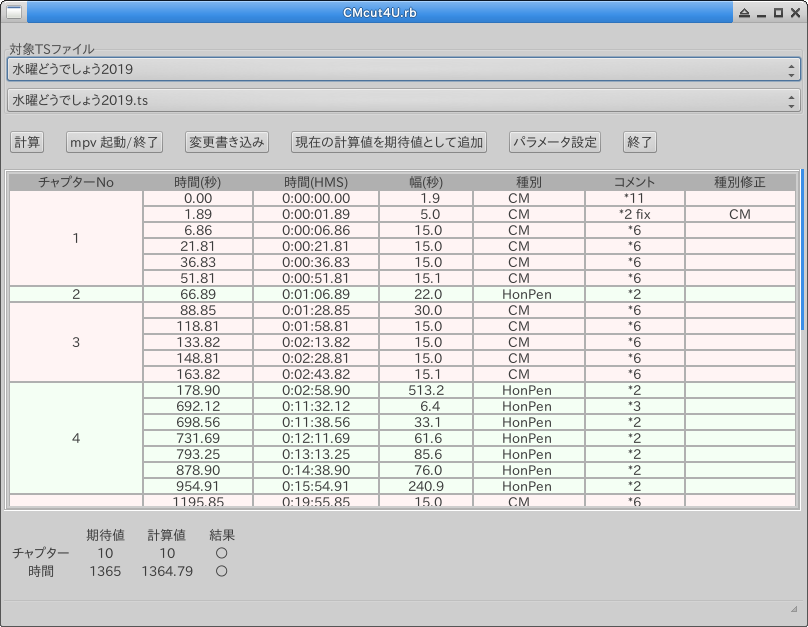 CMcut4U.rb
対象TSファイル
水曜どうでしょう2019
水曜どうでしょう2019.ts
計算 mpv 起動/終了 変更書き込み 現在の計算値を期待値として追加 パラメータ設定 終了
チャプターNo 時間(秒) 時間(HMS) 幅(秒) 種別 コメント 種別修正
0.00 0:00:00.00 1.9 CM *11
1.89 0:00:01.89 5.0 CM *2 fix CM
6.86 0:00:06.86 15.0 CM *6
1 21.81 0:00:21.81 15.0 CM *6
36.83 0:00:36.83 15.0 CM *6
51.81 0:00:51.81 15.1 CM *6
2 66.89 0:01:06.89 22.0 HonPen *2
88.85 0:01:28.85 30.0 CM *6
118.81 0:01:58.81 15.0 CM *6
3 133.82 0:02:13.82 15.0 CM *6
148.81 0:02:28.81 15.0 CM *6
163.82 0:02:43.82 15.1 CM *6
178.90 0:02:58.90 513.2 HonPen *2
692.12 0:11:32.12 6.4 HonPen *3
698.56 0:11:38.56 33.1 HonPen *2
4 731.69 0:12:11.69 61.6 HonPen *2
793.25 0:13:13.25 85.6 HonPen *2
878.90 0:14:38.90 76.0 HonPen *2
954.91 0:15:54.91 240.9 HonPen *2
1195.85 0:19:55.85 15.0 CM *6
期待値 計算値 結果
チャプター 10 10 ○
時間 1365 1364.79 ○